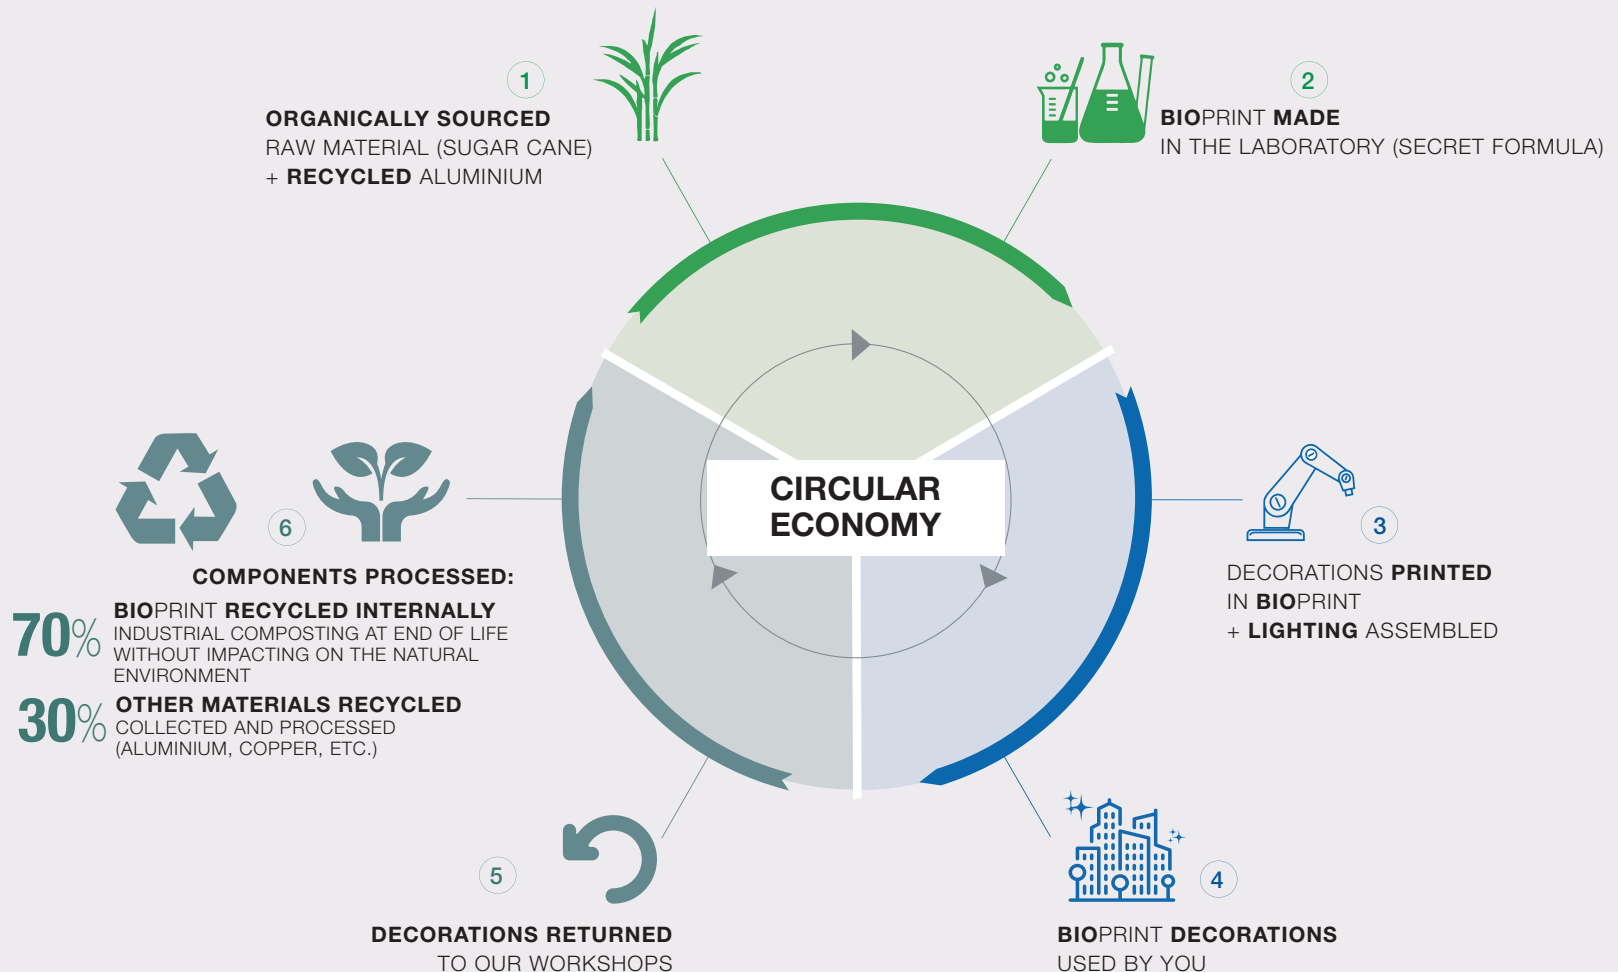 1
ORGANICALLY SOURCED
RAW MATERIAL (SUGAR CANE)
+ RECYCLED ALUMINIUM
2
BIOPRINT MADE
IN THE LABORATORY (SECRET FORMULA)
CIRCULAR
ECONOMY
3
DECORATIONS PRINTED
IN BIOPRINT
+ LIGHTING ASSEMBLED
4
BIOPRINT DECORATIONS
USED BY YOU
5
DECORATIONS RETURNED
TO OUR WORKSHOPS
6
COMPONENTS PROCESSED:
70%
BIOPRINT RECYCLED INTERNALLY
INDUSTRIAL COMPOSTING AT END OF LIFE
WITHOUT IMPACTING ON THE NATURAL
ENVIRONMENT
30%
OTHER MATERIALS RECYCLED
COLLECTED AND PROCESSED
(ALUMINIUM, COPPER, ETC.)